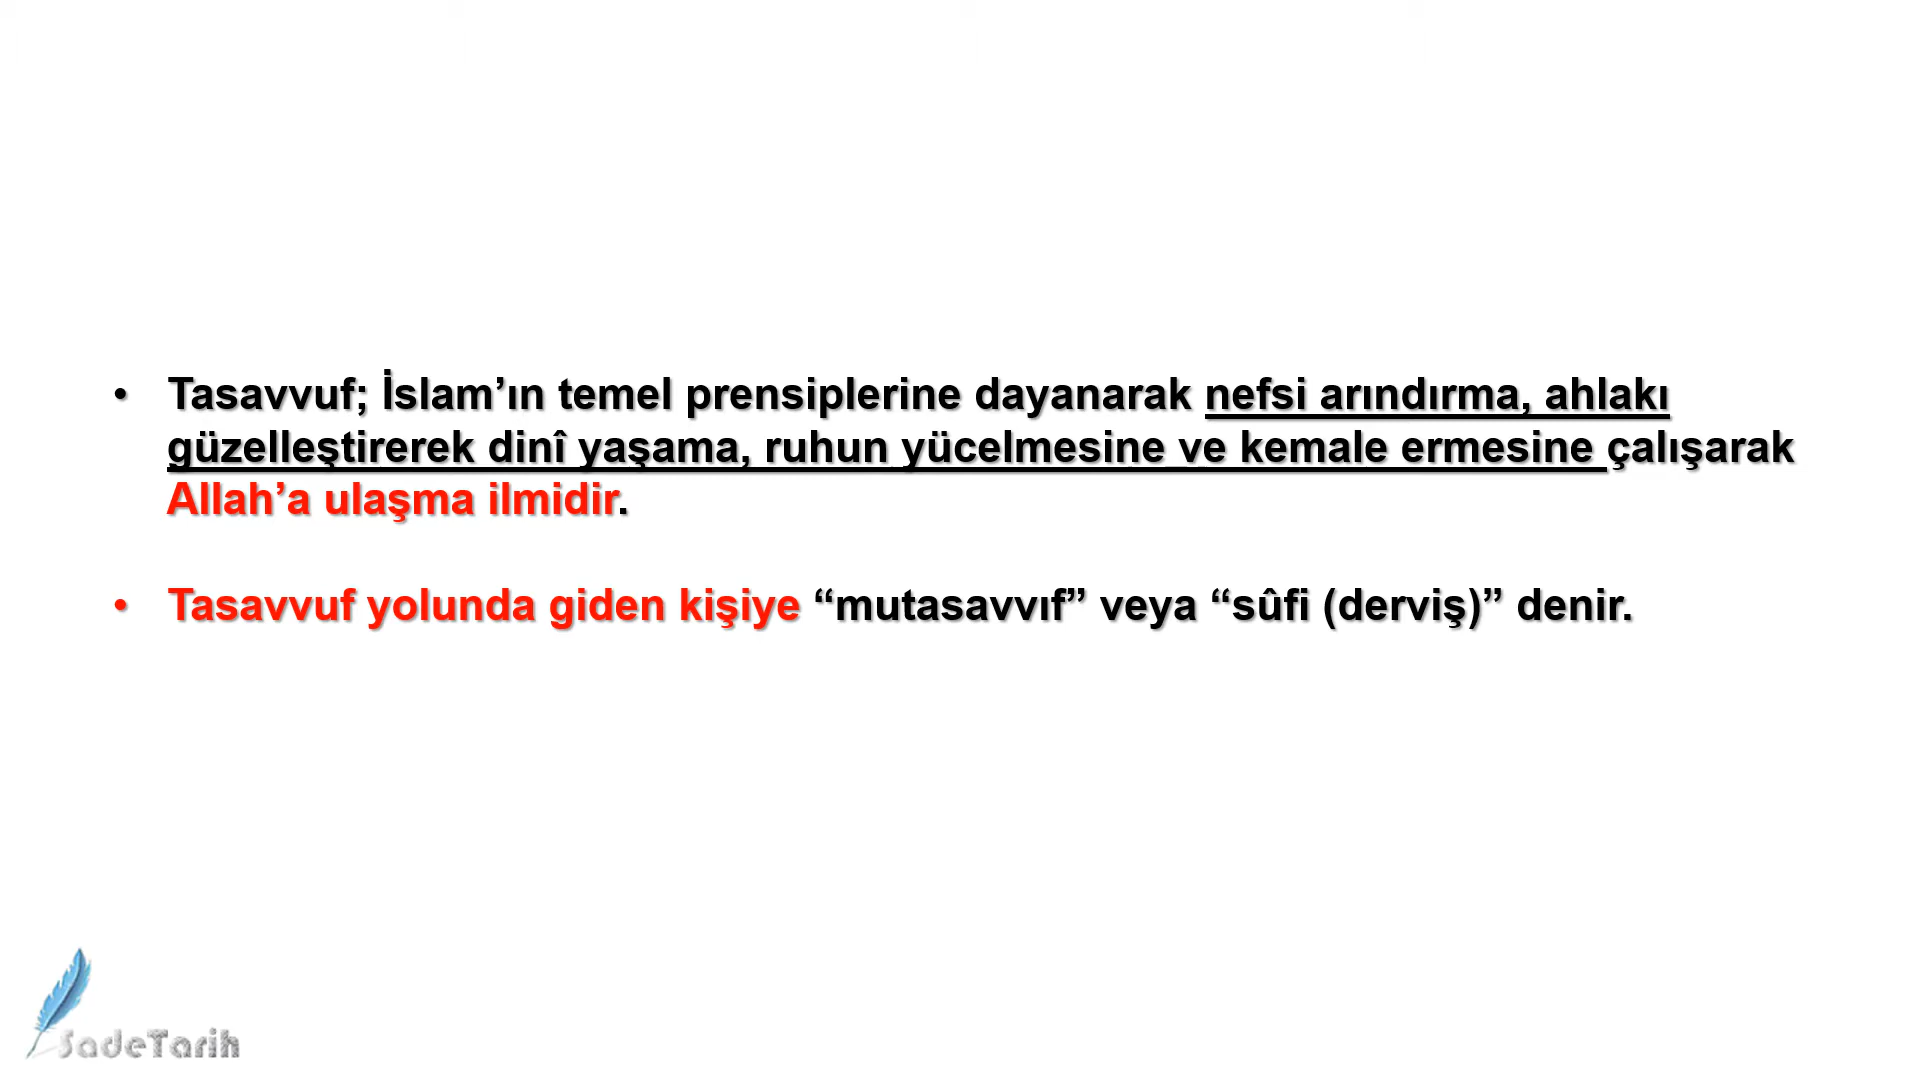 • Tasavvuf; İslam’ın temel prensiplerine dayanarak nefsi arındırma, ahlakı
güzelleştirerek dinî yaşama, ruhun yücelmesine ve kemale ermesine çalışarak
Allah’a ulaşma ilmidir.
• Tasavvuf yolunda giden kişiye “mutasavvıf” veya “sûfi (derviş)” denir.
SadeTarih